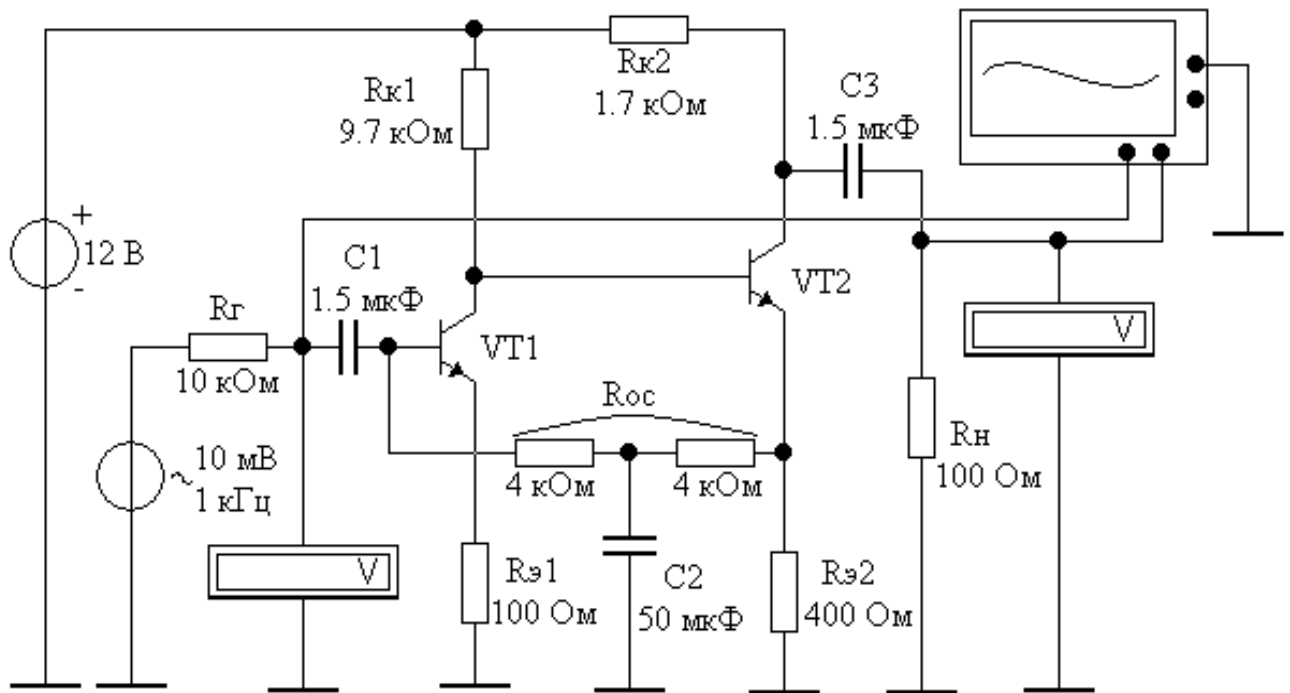 Rк2
1.7 кОм
Rк1
9.7 кОм
C3
1.5 мкФ
+
12 В
-
C1
1.5 мкФ
VT2
Rг
10 кОм
VT1
V
Rос
Rн
100 Ом
10 мВ
~
1 кГц
4 кОм
4 кОм
V
Rэ1
100 Ом
C2
50 мкФ
Rэ2
400 Ом